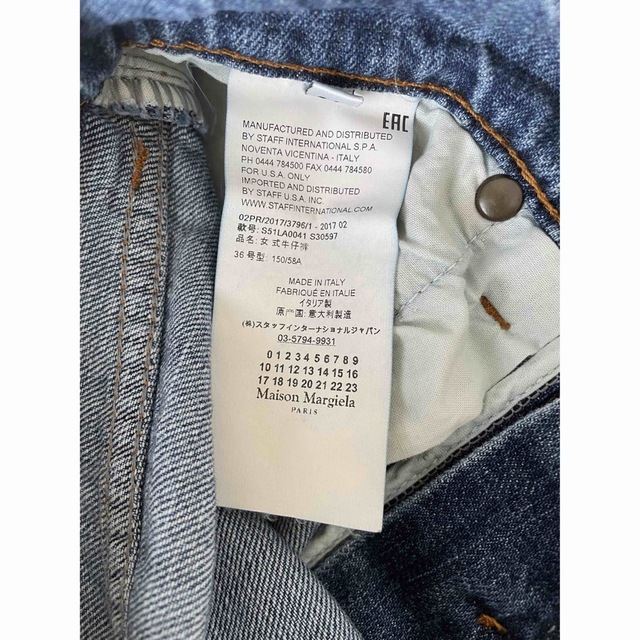 EAC
MANUFACTURED AND DISTRIBUTED
BY STAFF INTERNATIONAL S.P.A.
NOVENTA VICENTINA - ITALY
PH 0444 784500 FAX 0444 784580
FOR U.S.A. ONLY
IMPORTED AND DISTRIBUTED
BY STAFF U.S.A. INC.
WWW.STAFFINTERNATIONAL.COM
02PR/2017/3796/1 - 2017 02
款号: S51LA0041 S30597
品名: 女式牛仔裤
36 号型: 150/58A
MADE IN ITALY
FABRIQUÉ EN ITALIE
イタリア製
原产国: 意大利製造
(株)スタッフインターナショナルジャパン
03-5794-9931
0 1 2 3 4 5 6 7 8 9
10 11 12 13 14 15 16
17 18 19 20 21 22 23
Maison Margiela
PARIS